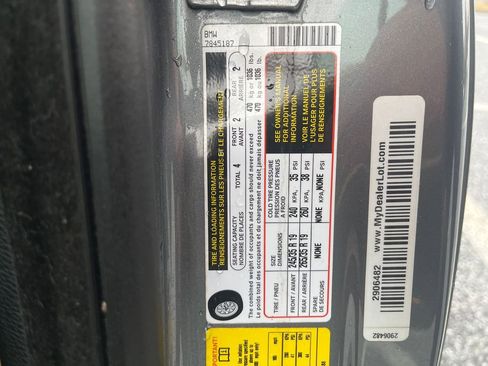 BMW
7845187
TIRE AND LOADING INFORMATION
RENSEIGNEMENTS SUR LES PNEUS ET LE CHARGEMENT
SEATING CAPACITY
NOMBRE DE PLACES
TOTAL 4
FRONT 2
AVANT
REAR 2
ARRIÈRE
The combined weight of occupants and cargo should never exceed 470 kg or 1036 lbs.
Le poids total des occupants et du chargement ne doit jamais dépasser 470 kg ou 1036 lb.
TIRE / PNEU
SIZE
DIMENSIONS
COLD TIRE PRESSURE
PRESSION DES PNEUS
A FROID
FRONT / AVANT 245/35 R 19 240 KPA, 35 PSI
REAR / ARRIÈRE 265/35 R 19 260 KPA, 38 PSI
SPARE
DE SECOURS
NONE NONE KPA, NONE PSI
SEE OWNERS MANUAL
FOR ADDITIONAL
INFORMATION
VOIR LE MANUEL DE
L'USAGER POUR PLUS
DE RENSEIGNEMENTS
2906482 www.MyDealerLot.com
2906482
IMPORTANT!